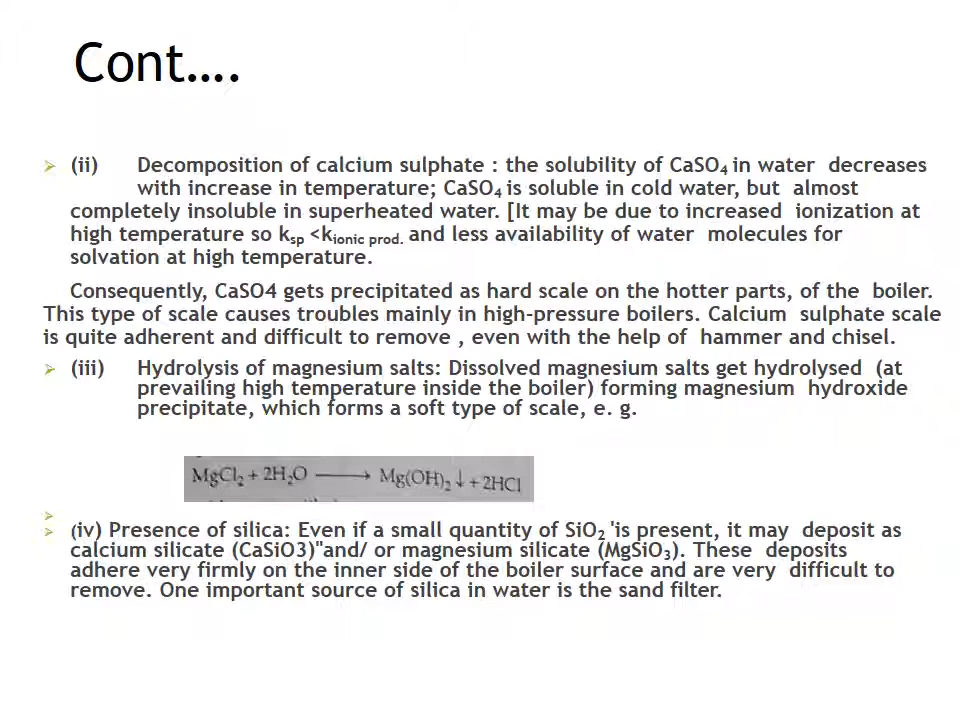 Cont….
(ii) Decomposition of calcium sulphate : the solubility of CaSO₄ in water decreases
with increase in temperature; CaSO₄ is soluble in cold water, but almost
completely insoluble in superheated water. [It may be due to increased ionization at
high temperature so kₛₚ <kionic prod. and less availability of water molecules for
solvation at high temperature.
Consequently, CaSO4 gets precipitated as hard scale on the hotter parts, of the boiler.
This type of scale causes troubles mainly in high-pressure boilers. Calcium sulphate scale
is quite adherent and difficult to remove , even with the help of hammer and chisel.
(iii) Hydrolysis of magnesium salts: Dissolved magnesium salts get hydrolysed (at
prevailing high temperature inside the boiler) forming magnesium hydroxide
precipitate, which forms a soft type of scale, e. g.
MgCl₂ + 2H₂O ⟶ Mg(OH)₂ ↓ + 2HCl
(iv) Presence of silica: Even if a small quantity of SiO₂ 'is present, it may deposit as
calcium silicate (CaSiO3)"and/ or magnesium silicate (MgSiO₃). These deposits
adhere very firmly on the inner side of the boiler surface and are very difficult to
remove. One important source of silica in water is the sand filter.